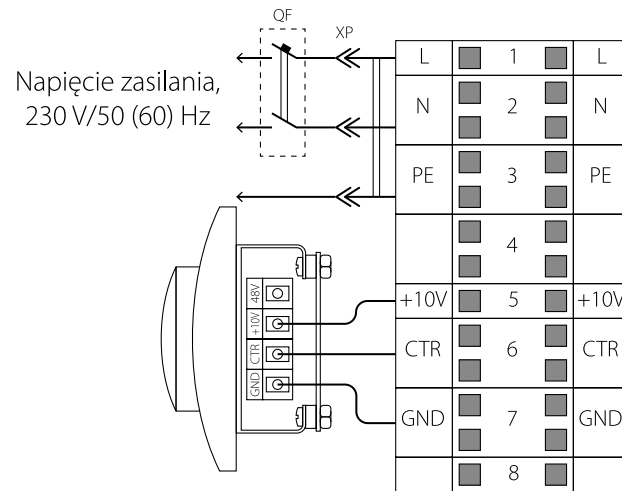 QF
XP
Napięcie zasilania,
230 V/50 (60) Hz
L 1 L
N 2 N
PE 3 PE
4
+10V 5 +10V
CTR 6 CTR
GND 7 GND
8
48V
+10V
CTR
GND